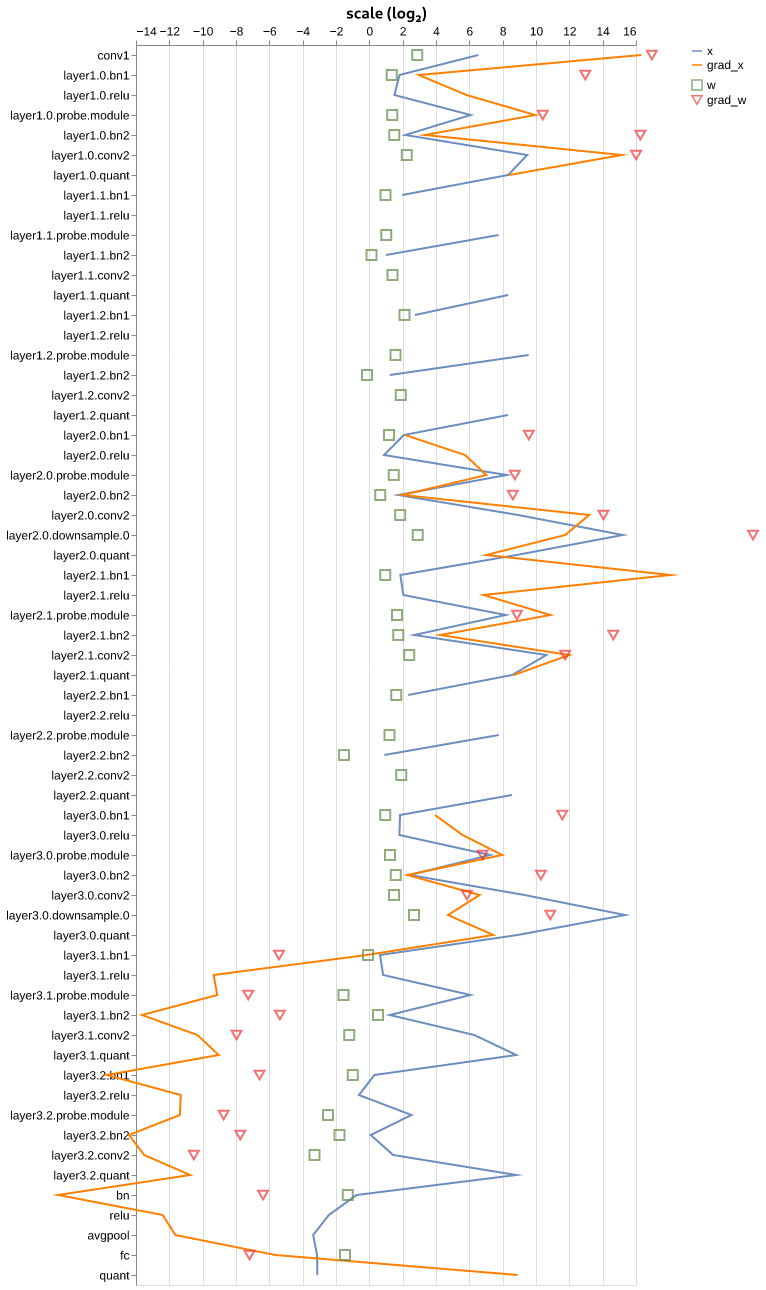 scale (log₂)
−14 −12 −10 −8 −6 −4 −2 0 2 4 6 8 10 12 14 16
x
grad_x
w
grad_w
conv1
layer1.0.bn1
layer1.0.relu
layer1.0.probe.module
layer1.0.bn2
layer1.0.conv2
layer1.0.quant
layer1.1.bn1
layer1.1.relu
layer1.1.probe.module
layer1.1.bn2
layer1.1.conv2
layer1.1.quant
layer1.2.bn1
layer1.2.relu
layer1.2.probe.module
layer1.2.bn2
layer1.2.conv2
layer1.2.quant
layer2.0.bn1
layer2.0.relu
layer2.0.probe.module
layer2.0.bn2
layer2.0.conv2
layer2.0.downsample.0
layer2.0.quant
layer2.1.bn1
layer2.1.relu
layer2.1.probe.module
layer2.1.bn2
layer2.1.conv2
layer2.1.quant
layer2.2.bn1
layer2.2.relu
layer2.2.probe.module
layer2.2.bn2
layer2.2.conv2
layer2.2.quant
layer3.0.bn1
layer3.0.relu
layer3.0.probe.module
layer3.0.bn2
layer3.0.conv2
layer3.0.downsample.0
layer3.0.quant
layer3.1.bn1
layer3.1.relu
layer3.1.probe.module
layer3.1.bn2
layer3.1.conv2
layer3.1.quant
layer3.2.bn1
layer3.2.relu
layer3.2.probe.module
layer3.2.bn2
layer3.2.conv2
layer3.2.quant
bn
relu
avgpool
fc
quant